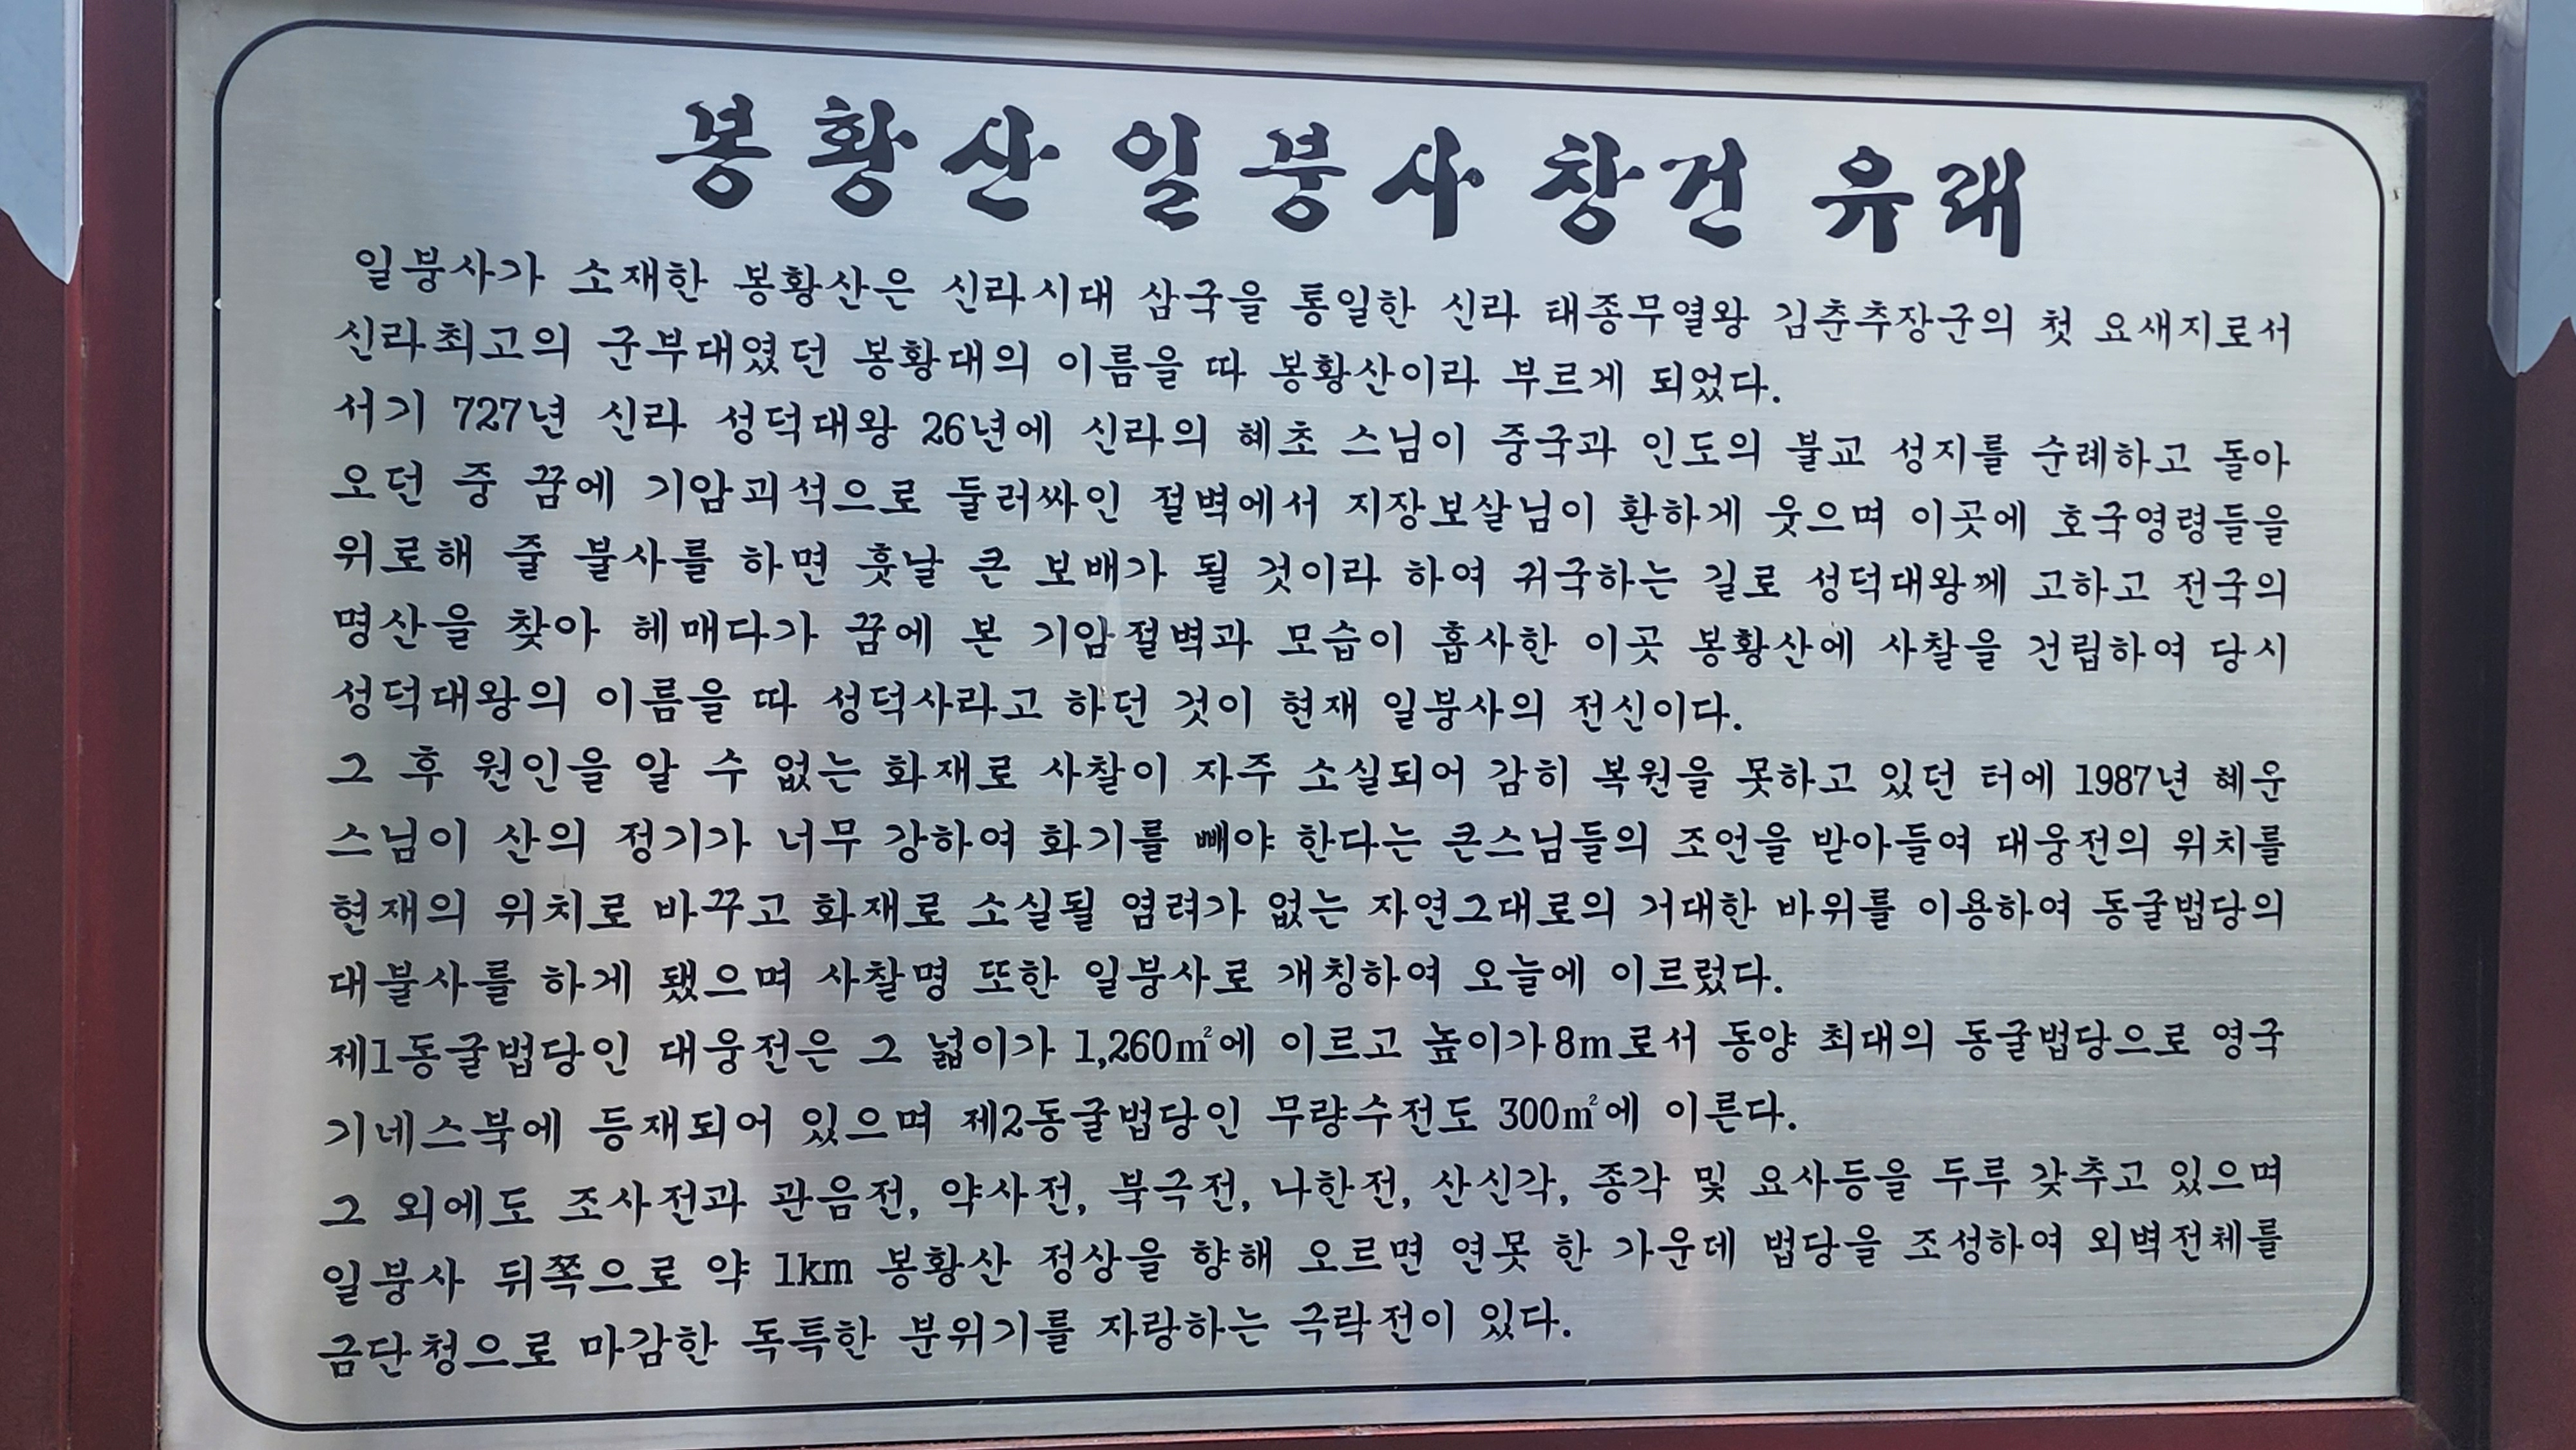 봉황산 일붕사 창건 유래
일붕사가 소재한 봉황산은 신라시대 삼국을 통일한 신라 태종무열왕 김춘추장군의 첫 요새지로서
신라최고의 군부대였던 봉황대의 이름을 따 봉황산이라 부르게 되었다.
서기 727년 신라 성덕대왕 26년에 신라의 혜초 스님이 중국과 인도의 불교 성지를 순례하고 돌아
오던 중 꿈에 기암괴석으로 둘러싸인 절벽에서 지장보살님이 환하게 웃으며 이곳에 호국영령들을
위로해 줄 불사를 하면 훗날 큰 보배가 될 것이라 하여 귀국하는 길로 성덕대왕께 고하고 전국의
명산을 찾아 헤매다가 꿈에 본 기암절벽과 모습이 흡사한 이곳 봉황산에 사찰을 건립하여 당시
성덕대왕의 이름을 따 성덕사라고 하던 것이 현재 일붕사의 전신이다.
그 후 원인을 알 수 없는 화재로 사찰이 자주 소실되어 감히 복원을 못하고 있던 터에 1987년 혜운
스님이 산의 정기가 너무 강하여 화기를 빼야 한다는 큰스님들의 조언을 받아들여 대웅전의 위치를
현재의 위치로 바꾸고 화재로 소실될 염려가 없는 자연그대로의 거대한 바위를 이용하여 동굴법당의
대불사를 하게 됐으며 사찰명 또한 일붕사로 개칭하여 오늘에 이르렀다.
제1동굴법당인 대웅전은 그 넓이가 1,260㎡에 이르고 높이가 8m로서 동양 최대의 동굴법당으로 영국
기네스북에 등재되어 있으며 제2동굴법당인 무량수전도 300㎡에 이른다.
그 외에도 조사전과 관음전, 약사전, 북극전, 나한전, 산신각, 종각 및 요사등을 두루 갖추고 있으며
일붕사 뒤쪽으로 약 1km 봉황산 정상을 향해 오르면 연못 한 가운데 법당을 조성하여 외벽전체를
금단청으로 마감한 독특한 분위기를 자랑하는 극락전이 있다.